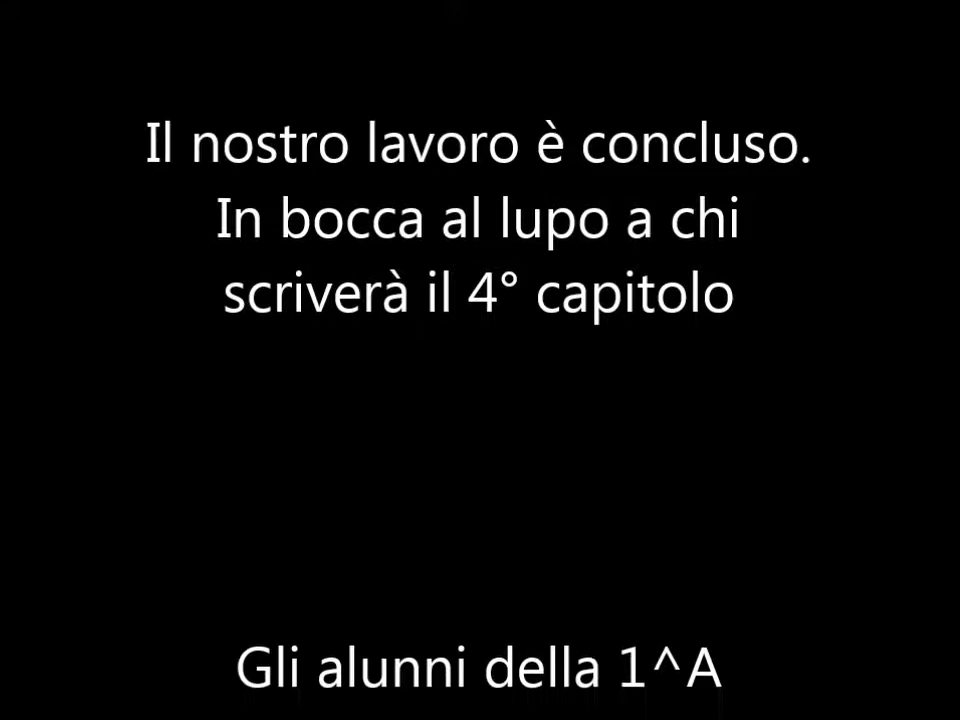 Il nostro lavoro è concluso.
In bocca al lupo a chi
scriverà il 4° capitolo
Gli alunni della 1^A